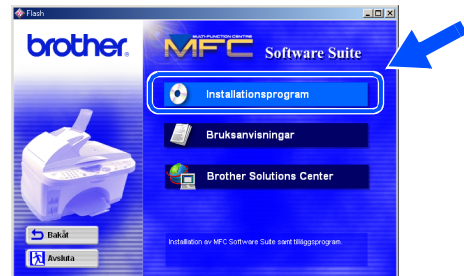 Flash
brother.
MULTI-FUNCTION CENTRE
MFC Software Suite
Installationsprogram
Bruksanvisningar
Brother Solutions Center
Bakåt
Avsluta
Installation av MFC Software Suite samt tilläggsprogram.